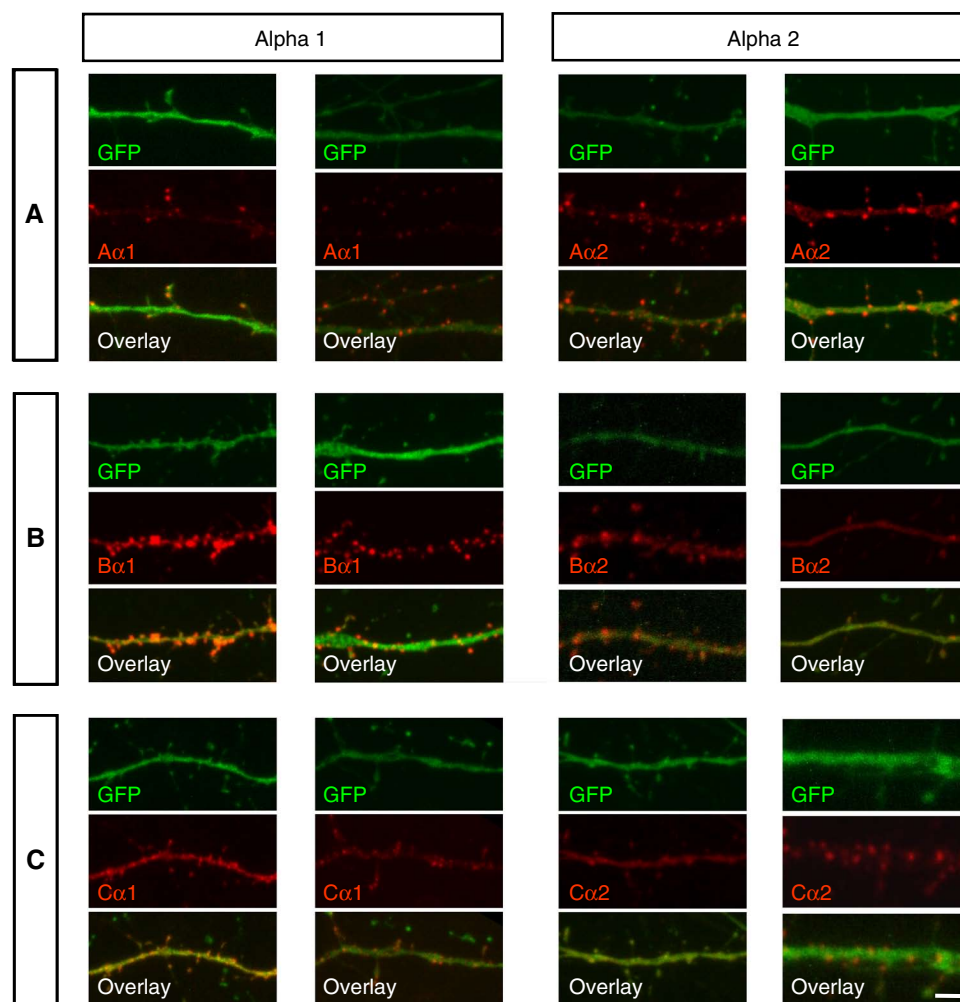 Alpha 1 Alpha 2
A
GFP GFP GFP GFP
Aα1 Aα1 Aα2 Aα2
Overlay Overlay Overlay Overlay
B
GFP GFP GFP GFP
Bα1 Bα1 Bα2 Bα2
Overlay Overlay Overlay Overlay
C
GFP GFP GFP GFP
Cα1 Cα1 Cα2 Cα2
Overlay Overlay Overlay Overlay